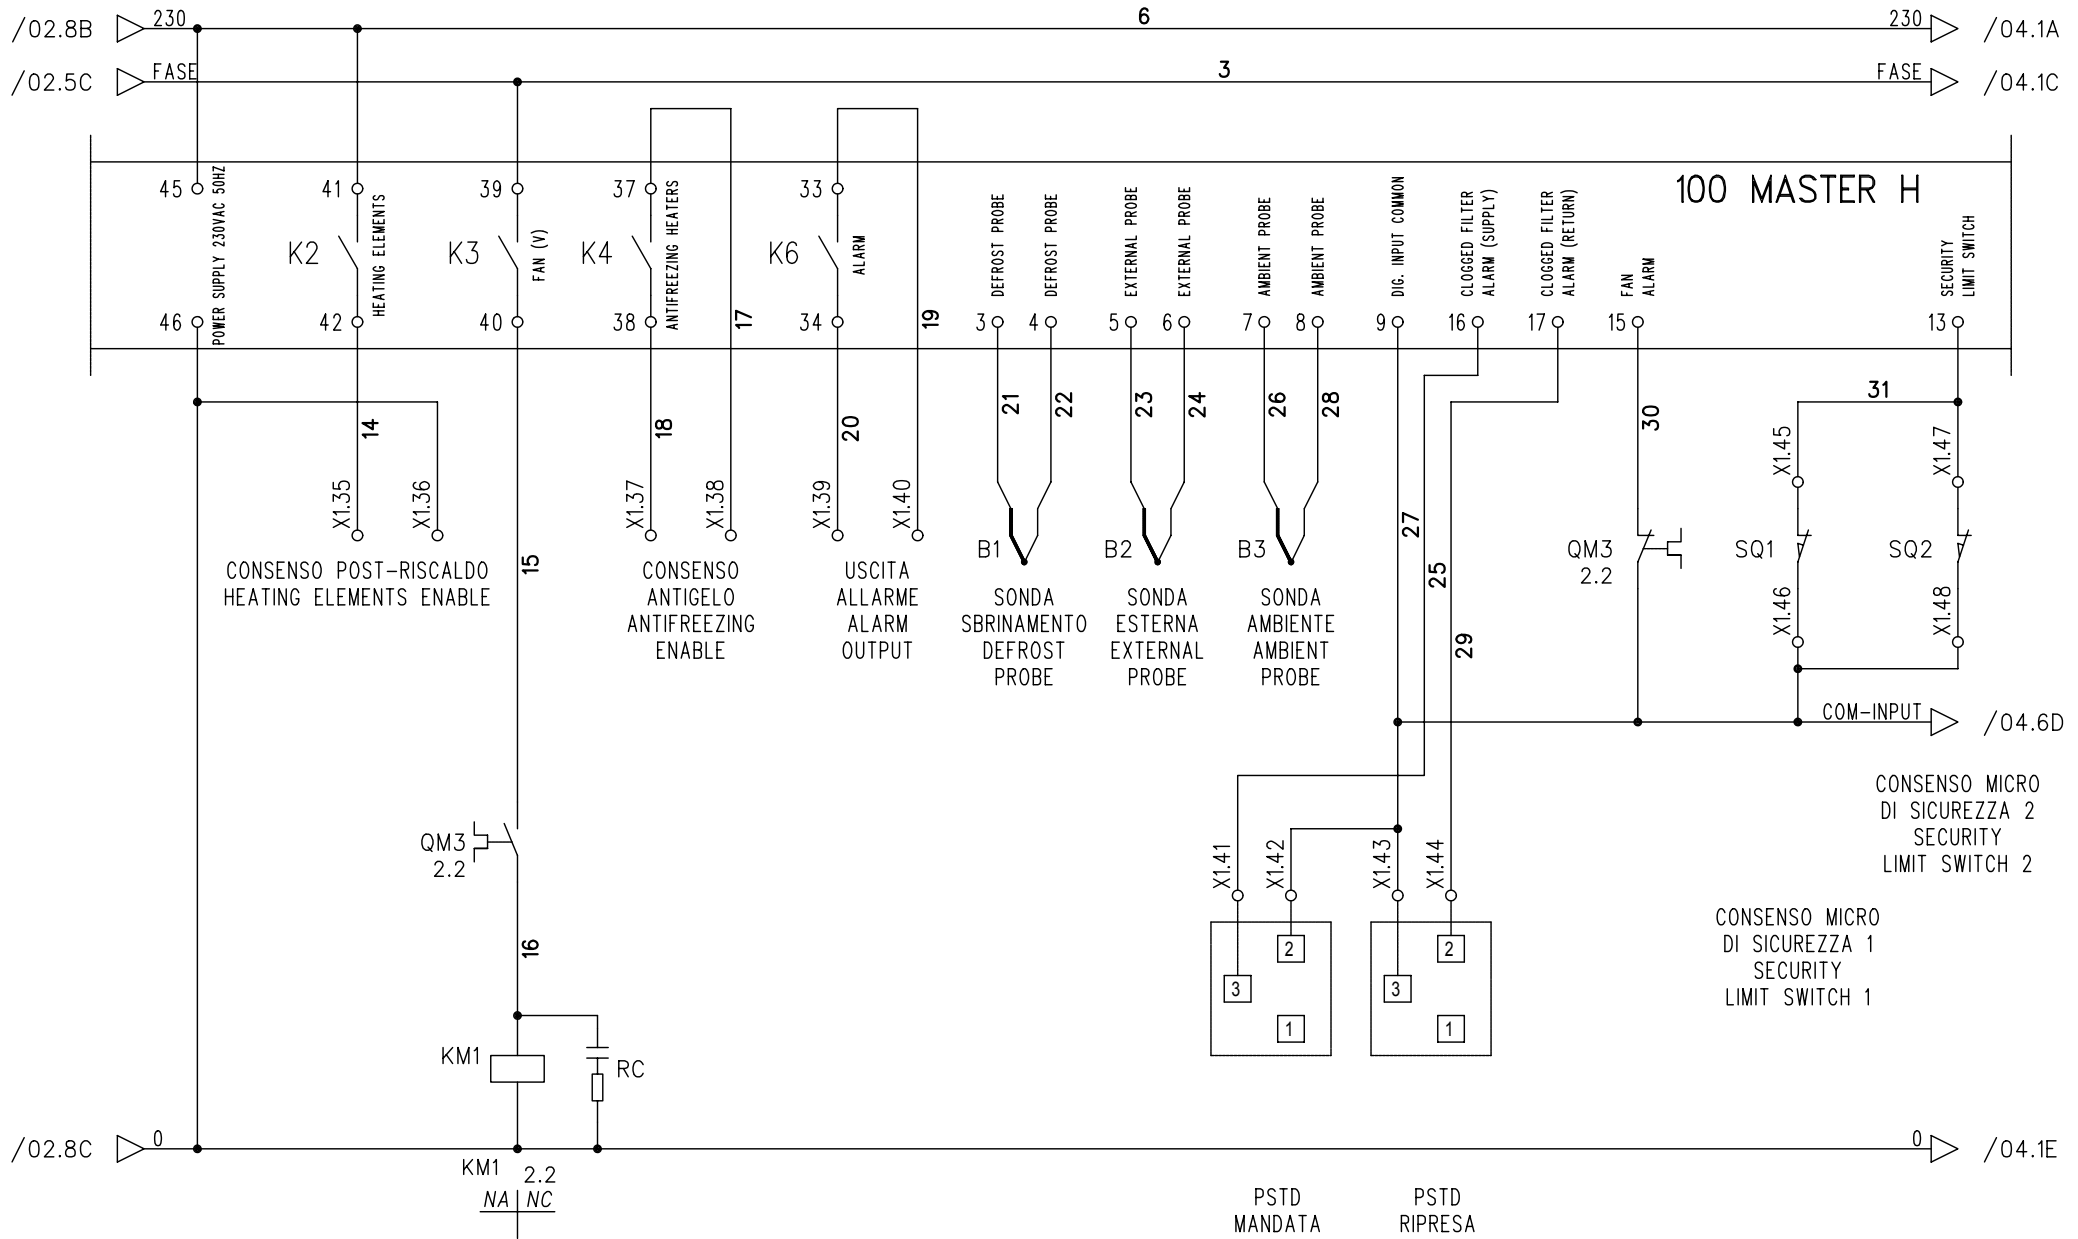 /02.8B 230 6 230 /04.1A
/02.5C FASE 3 FASE /04.1C
100 MASTER H
45 46 POWER SUPPLY 230VAC 50HZ
41 K2 42 HEATING ELEMENTS
39 K3 40 FAN (V)
37 K4 38 ANTIFREEZING HEATERS
17
33 K6 34 ALARM
19
3 DEFROST PROBE
4 DEFROST PROBE
5 EXTERNAL PROBE
6 EXTERNAL PROBE
7 AMBIENT PROBE
8 AMBIENT PROBE
9 DIG. INPUT COMMON
16 CLOGGED FILTER
ALARM (SUPPLY)
17 CLOGGED FILTER
ALARM (RETURN)
15 FAN
ALARM
13 SECURITY
LIMIT SWITCH
14 18 20 21 22 23 24 26 28 30 31
X1.35 X1.36 X1.37 X1.38 X1.39 X1.40
X1.45 X1.47
15 27 25 29
B1 B2 B3
QM3
2.2
SQ1 SQ2
X1.46 X1.48
CONSENSO POST-RISCALDO
HEATING ELEMENTS ENABLE
CONSENSO
ANTIGELO
ANTIFREEZING
ENABLE
USCITA
ALLARME
ALARM
OUTPUT
SONDA
SBRINAMENTO
DEFROST
PROBE
SONDA
ESTERNA
EXTERNAL
PROBE
SONDA
AMBIENTE
AMBIENT
PROBE
COM-INPUT /04.6D
CONSENSO MICRO
DI SICUREZZA 2
SECURITY
LIMIT SWITCH 2
QM3
2.2
X1.41 X1.42 X1.43 X1.44
CONSENSO MICRO
DI SICUREZZA 1
SECURITY
LIMIT SWITCH 1
16
2 2
3 3
1 1
KM1 RC
/02.8C 0 0 /04.1E
KM1 2.2
NA NC
PSTD
MANDATA
PSTD
RIPRESA